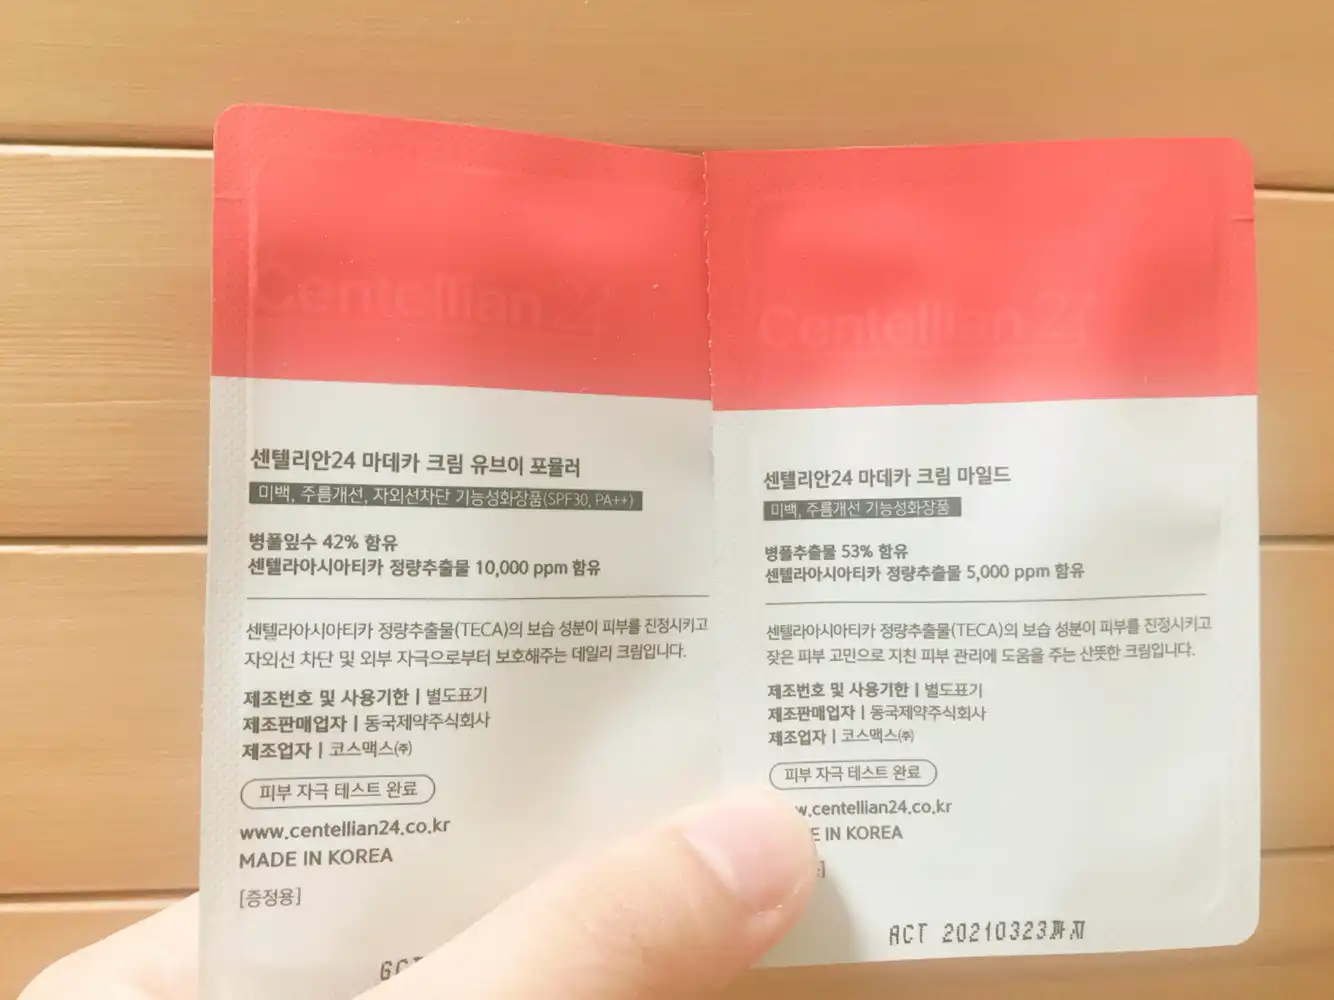 Centellian 24
센텔리안24 마데카 크림 유브이 포뮬러
미백, 주름개선, 자외선차단 기능성화장품(SPF30, PA++)
병풀잎수 42% 함유
센텔라아시아티카 정량추출물 10,000 ppm 함유
센텔라아시아티카 정량추출물(TECA)의 보습 성분이 피부를 진정시키고
자외선 차단 및 외부 자극으로부터 보호해주는 데일리 크림입니다.
제조번호 및 사용기한 | 별도표기
제조판매업자 | 동국제약주식회사
제조업자 | 코스맥스㈜
피부 자극 테스트 완료
www.centellian24.co.kr
MADE IN KOREA
[증정용]
Centellian 24
센텔리안24 마데카 크림 마일드
미백, 주름개선 기능성화장품
병풀추출물 53% 함유
센텔라아시아티카 정량추출물 5,000 ppm 함유
센텔라아시아티카 정량추출물(TECA)의 보습 성분이 피부를 진정시키고
잦은 피부 고민으로 지친 피부 관리에 도움을 주는 산뜻한 크림입니다.
제조번호 및 사용기한 | 별도표기
제조판매업자 | 동국제약주식회사
제조업자 | 코스맥스㈜
피부 자극 테스트 완료
w.centellian24.co.kr
E IN KOREA
ACT 20210323까지